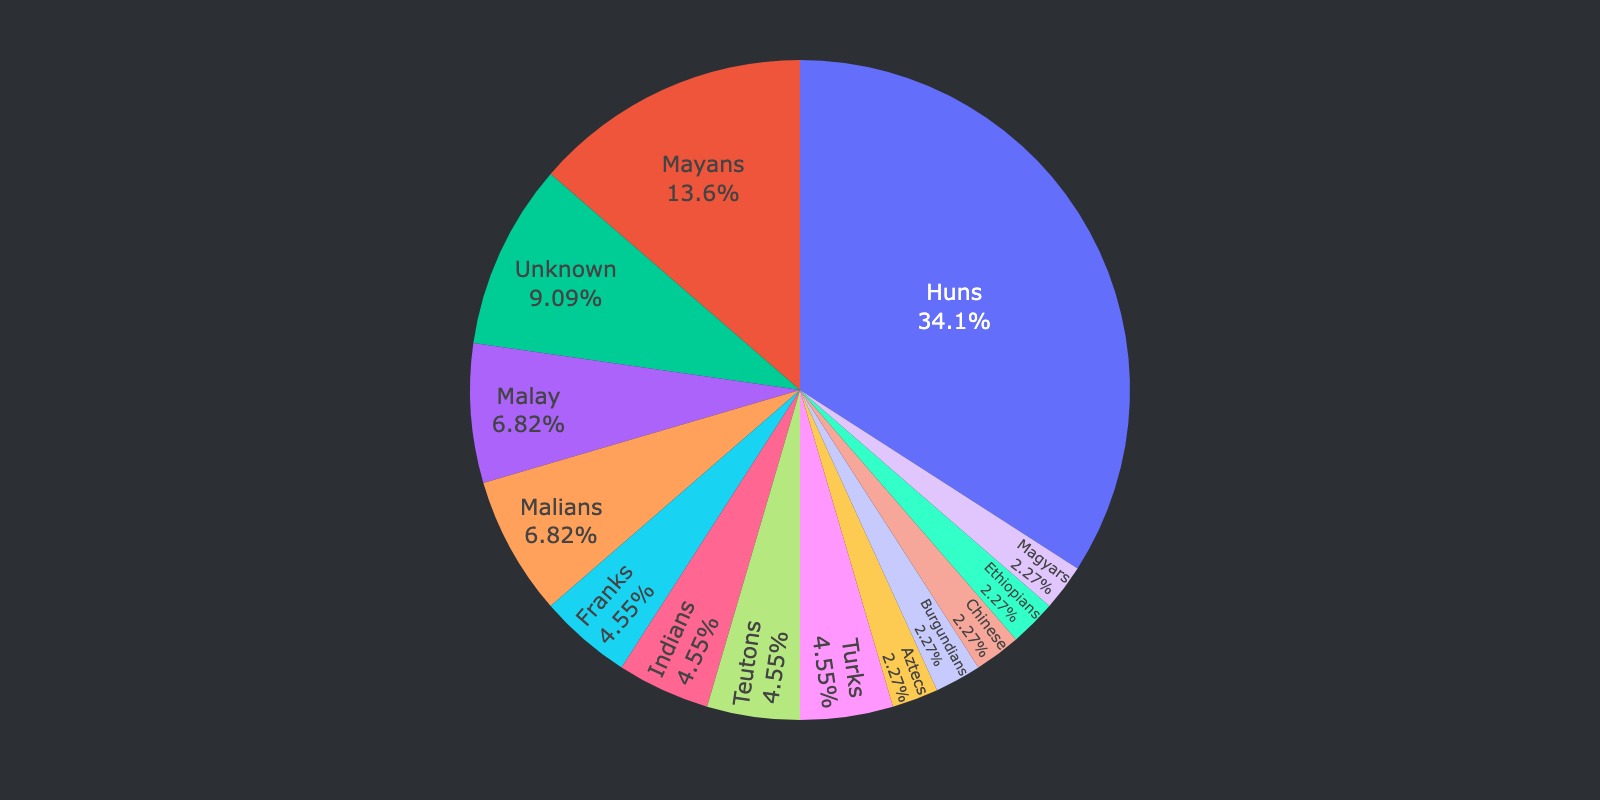 Mayans
13.6%
Huns
34.1%
Unknown
9.09%
Malay
6.82%
Malians
6.82%
Franks
4.55%
Indians
4.55%
Teutons
4.55%
Turks
4.55%
Aztecs
2.27%
Burgundians
2.27%
Chinese
2.27%
Ethiopians
2.27%
Magyars
2.27%